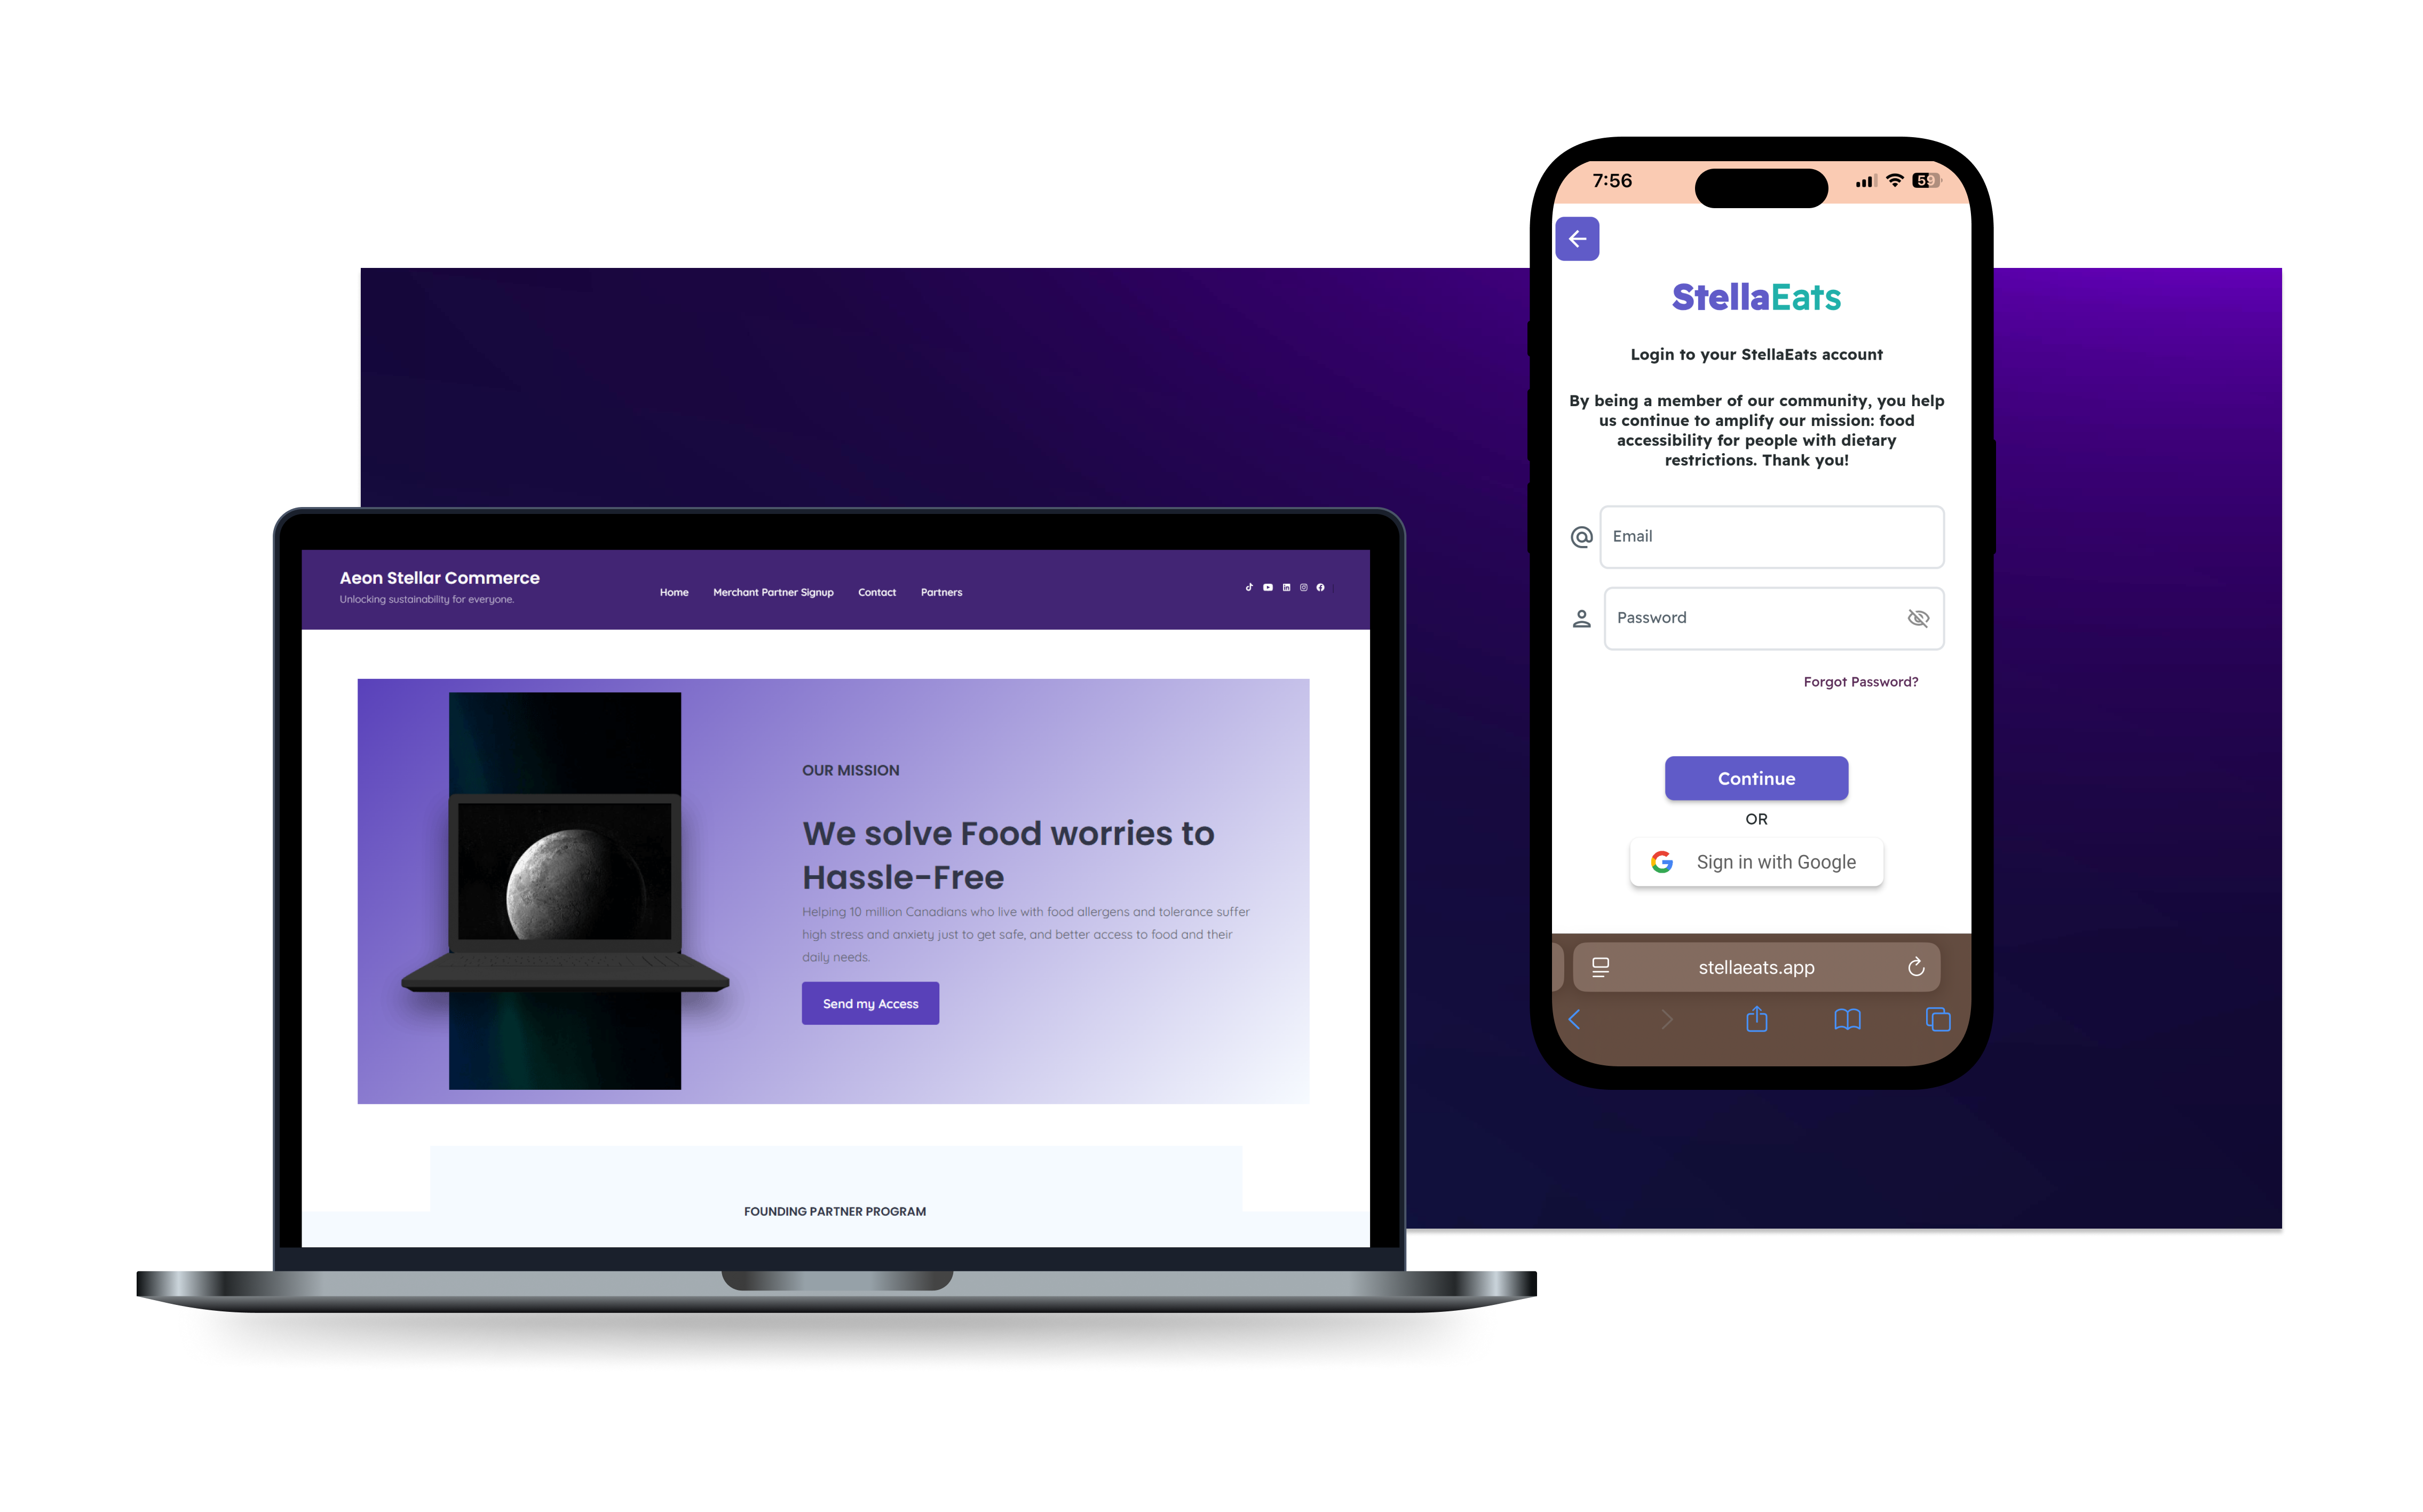 Aeon Stellar Commerce
Unlocking sustainability for everyone.
Home Merchant Partner Signup Contact Partners
OUR MISSION
We solve Food worries to
Hassle-Free
Helping 10 million Canadians who live with food allergens and tolerance suffer
high stress and anxiety just to get safe, and better access to food and their
daily needs.
Send my Access
FOUNDING PARTNER PROGRAM
7:56
59
StellaEats
Login to your StellaEats account
By being a member of our community, you help
us continue to amplify our mission: food
accessibility for people with dietary
restrictions. Thank you!
Email
Password
Forgot Password?
Continue
OR
Sign in with Google
stellaeats.app